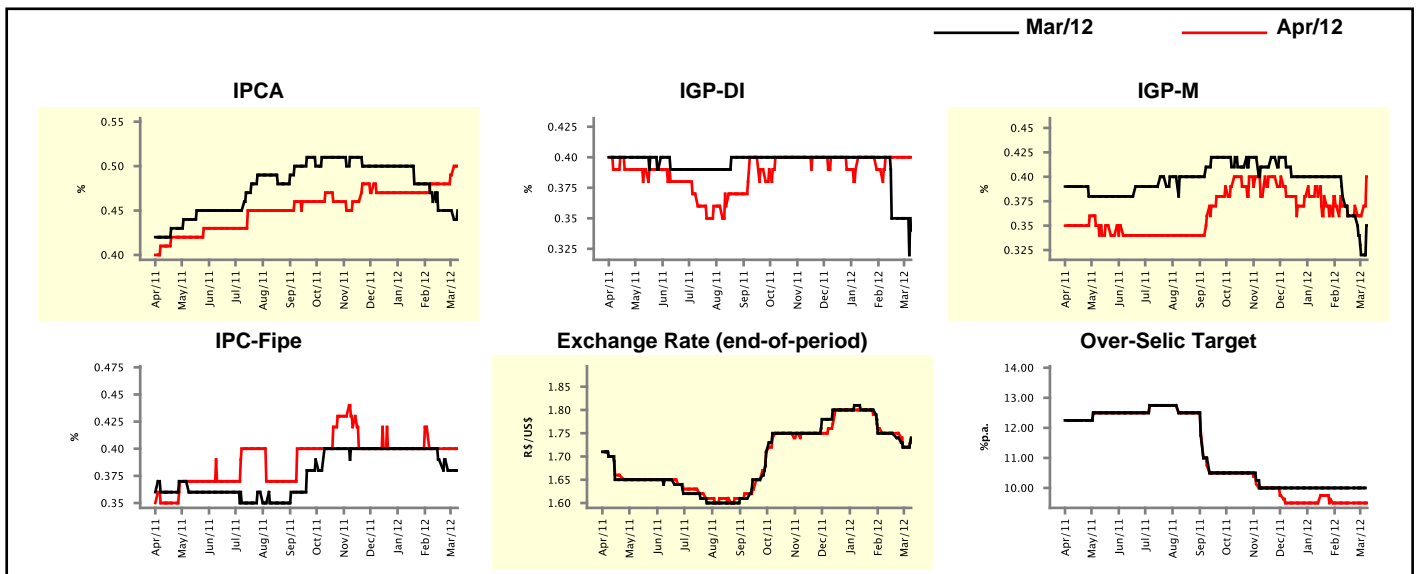 Mar/12 Apr/12
IPCA
0.55
0.50
0.45
0.40
%
Apr/11 May/11 Jun/11 Jul/11 Aug/11 Sep/11 Oct/11 Nov/11 Dec/11 Jan/12 Feb/12 Mar/12
IGP-DI
0.425
0.40
0.375
0.35
0.325
%
Apr/11 May/11 Jun/11 Jul/11 Aug/11 Sep/11 Oct/11 Nov/11 Dec/11 Jan/12 Feb/12 Mar/12
IGP-M
0.45
0.425
0.40
0.375
0.35
0.325
%
Apr/11 May/11 Jun/11 Jul/11 Aug/11 Sep/11 Oct/11 Nov/11 Dec/11 Jan/12 Feb/12 Mar/12
IPC-Fipe
0.475
0.45
0.425
0.40
0.375
0.35
%
Apr/11 May/11 Jun/11 Jul/11 Aug/11 Sep/11 Oct/11 Nov/11 Dec/11 Jan/12 Feb/12 Mar/12
Exchange Rate (end-of-period)
1.85
1.80
1.75
1.70
1.65
1.60
R$/US$
Apr/11 May/11 Jun/11 Jul/11 Aug/11 Sep/11 Oct/11 Nov/11 Dec/11 Jan/12 Feb/12 Mar/12
Over-Selic Target
14.00
13.00
12.00
11.00
10.00
%p.a.
Apr/11 May/11 Jun/11 Jul/11 Aug/11 Sep/11 Oct/11 Nov/11 Dec/11 Jan/12 Feb/12 Mar/12